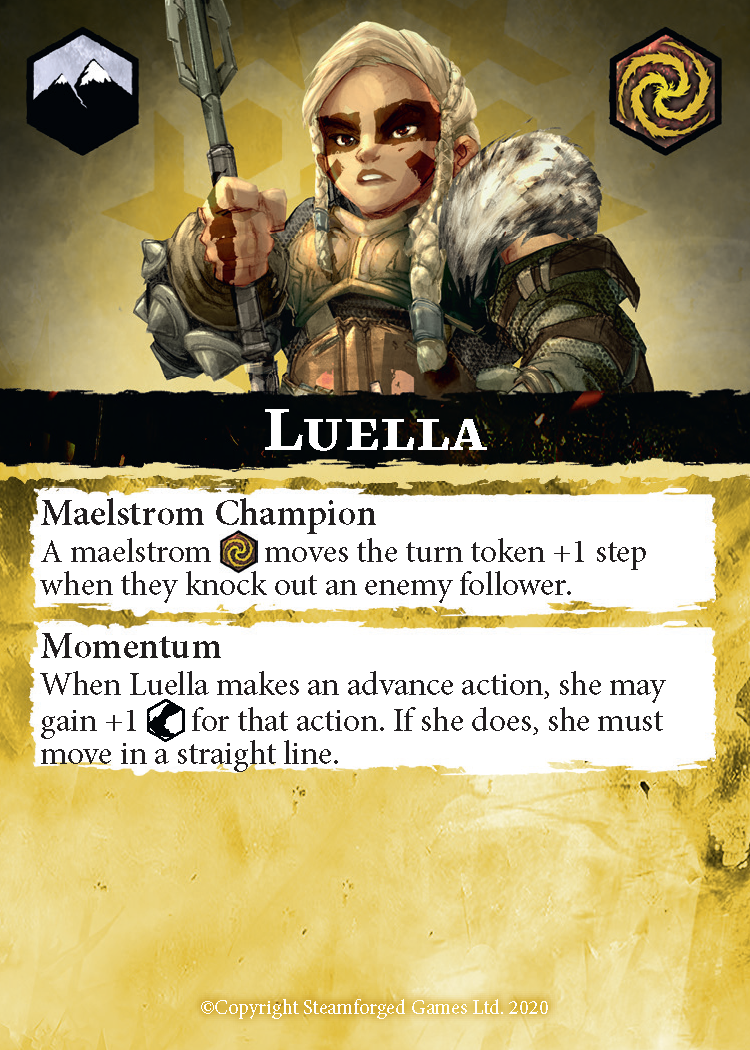 Luella
Maelstrom Champion
A maelstrom moves the turn token +1 step
when they knock out an enemy follower.
Momentum
When Luella makes an advance action, she may
gain +1 for that action. If she does, she must
move in a straight line.
©Copyright Steamforged Games Ltd. 2020